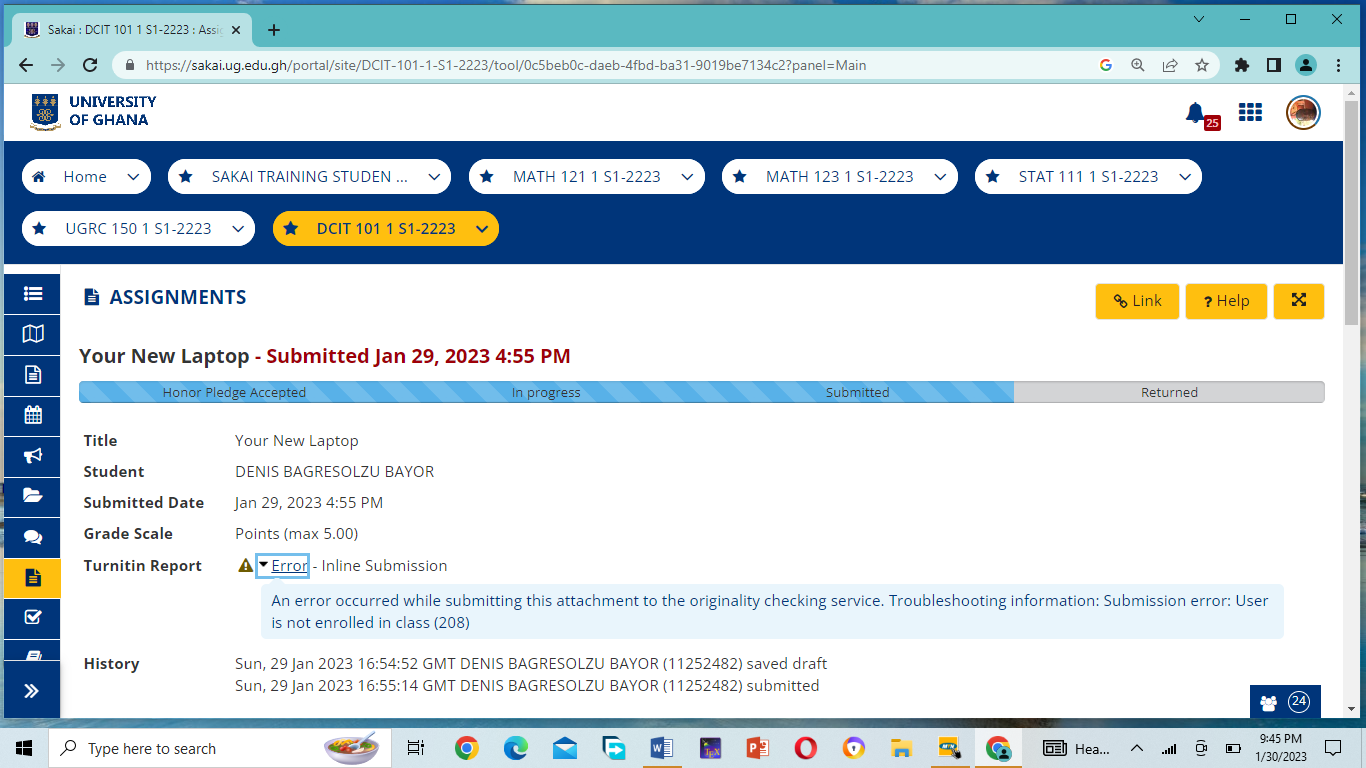 Sakai : DCIT 101 1 S1-2223 : Assi
https://sakai.ug.edu.gh/portal/site/DCIT-101-1-S1-2223/tool/0c5beb0c-daeb-4fbd-ba31-9019be7134c2?panel=Main
UNIVERSITY
OF GHANA
25
Home
SAKAI TRAINING STUDEN ...
MATH 121 1 S1-2223
MATH 123 1 S1-2223
STAT 111 1 S1-2223
UGRC 150 1 S1-2223
DCIT 101 1 S1-2223
ASSIGNMENTS
Link
? Help
Your New Laptop - Submitted Jan 29, 2023 4:55 PM
Honor Pledge Accepted
In progress
Submitted
Returned
Title Your New Laptop
Student DENIS BAGRESOLZU BAYOR
Submitted Date Jan 29, 2023 4:55 PM
Grade Scale Points (max 5.00)
Turnitin Report Error - Inline Submission
An error occurred while submitting this attachment to the originality checking service. Troubleshooting information: Submission error: User
is not enrolled in class (208)
History Sun, 29 Jan 2023 16:54:52 GMT DENIS BAGRESOLZU BAYOR (11252482) saved draft
Sun, 29 Jan 2023 16:55:14 GMT DENIS BAGRESOLZU BAYOR (11252482) submitted
24
Type here to search
Hea...
9:45 PM
1/30/2023